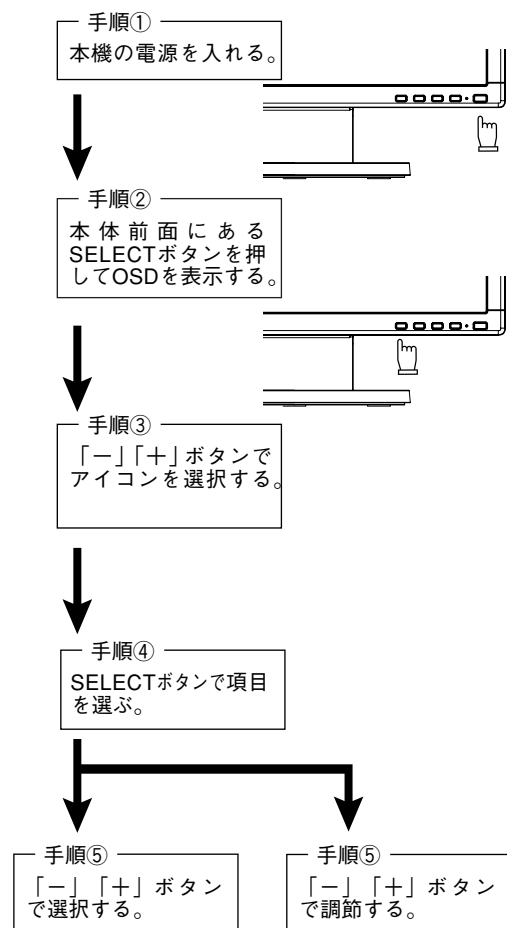 手順①
本機の電源を入れる。
手順②
本体前面にある
SELECTボタンを押
してOSDを表示する。
手順③
「－」「＋」ボタンで
アイコンを選択する。
手順④
SELECTボタンで項目
を選ぶ。
手順⑤
「－」「＋」ボタン
で選択する。
手順⑤
「－」「＋」ボタン
で調節する。